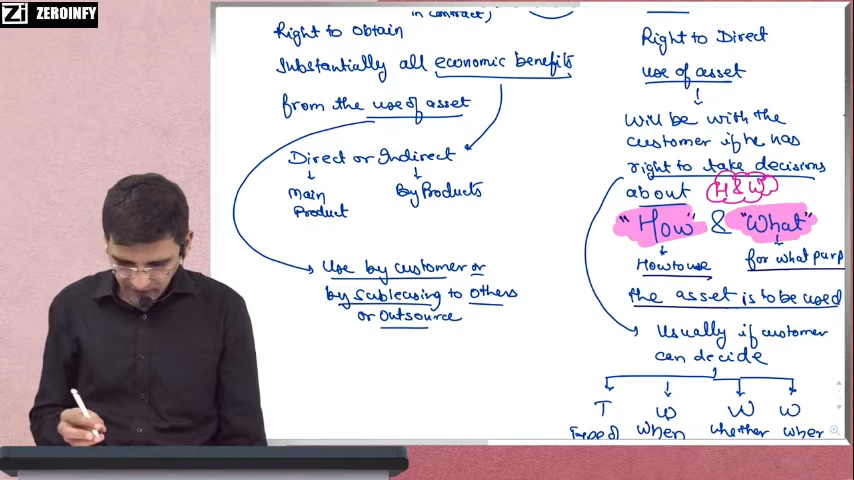 Zi ZEROINFY
in contract)
Right to obtain
Substantially all economic benefits
from the use of asset
Direct or Indirect
Main
Product
By Products
Use by customer or
by subleasing to others
or outsource
Right to Direct
use of asset
Will be with the
customer if he has
right to take decisions
about H & W
"How" & "What"
How to use
for what purp
the asset is to be used
Usually if customer
can decide
T W W W
When whether wher